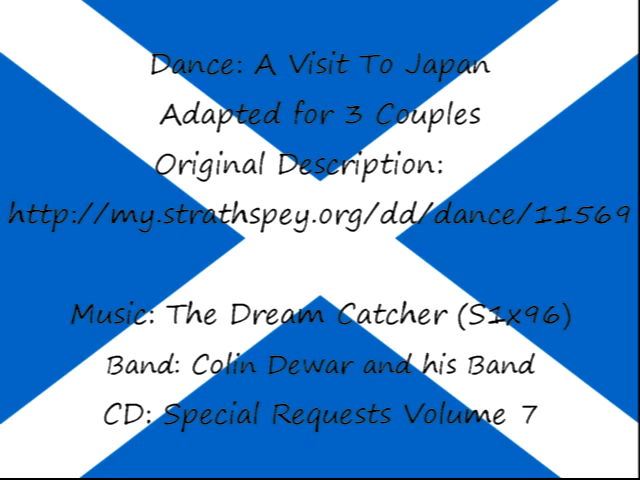 Dance: A Visit To Japan
Adapted for 3 Couples
Original Description:
http://my.strathspey.org/dd/dance/11569
Music: The Dream Catcher (S1x96)
Band: Colin Dewar and his Band
CD: Special Requests Volume 7